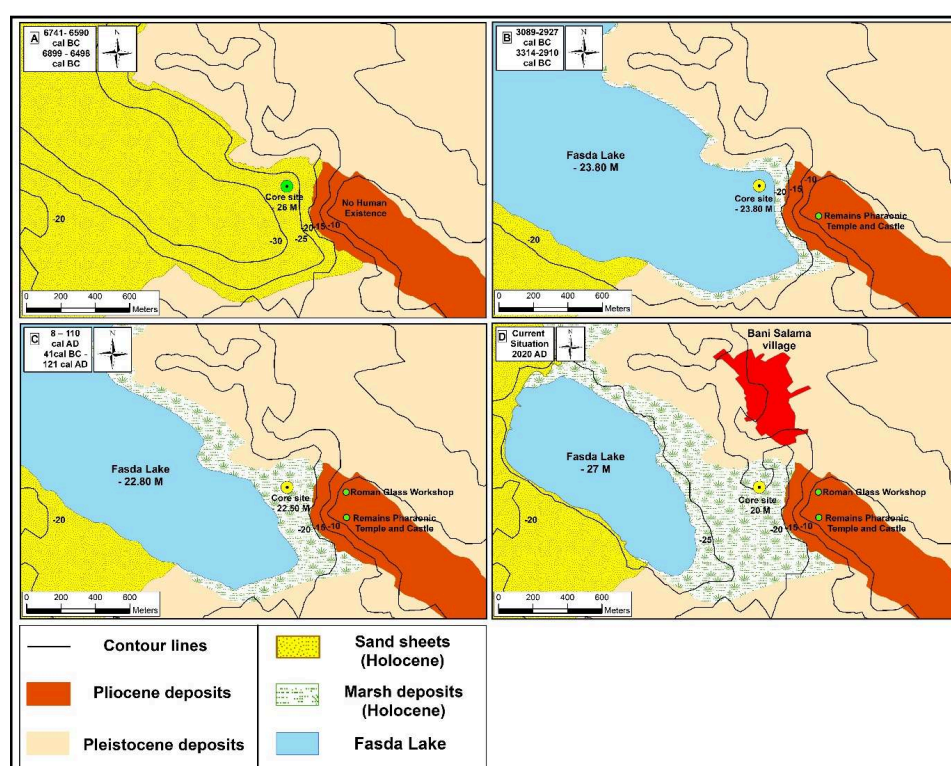 A
6741- 6590
cal BC
6899 - 6498
cal BC
N
Core site
- 26 M
No Human
Existence
-20
-30
-25
-20
-15
-10
0 200 400 600
Meters
B
3089-2927
cal BC
3314-2910
cal BC
N
Fasda Lake
- 23.80 M
Core site
- 23.80 M
-10
-15
-20
Remains Pharaonic
Temple and Castle
-20
0 200 400 600
Meters
C
8 – 110
cal AD
41cal BC -
121 cal AD
N
Fasda Lake
- 22.80 M
Core site
22.50 M
Roman Glass Workshop
-20
-15
-10
Remains Pharaonic
Temple and Castle
-20
0 200 400 600
Meters
D
Current
Situation
2020 AD
N
Bani Salama
village
Fasda Lake
- 27 M
Core site
20 M
Roman Glass Workshop
-20
-15
-10
Remains Pharaonic
Temple and Castle
-25
-20
0 200 400 600
Meters
Contour lines
Pliocene deposits
Pleistocene deposits
Sand sheets
(Holocene)
Marsh deposits
(Holocene)
Fasda Lake